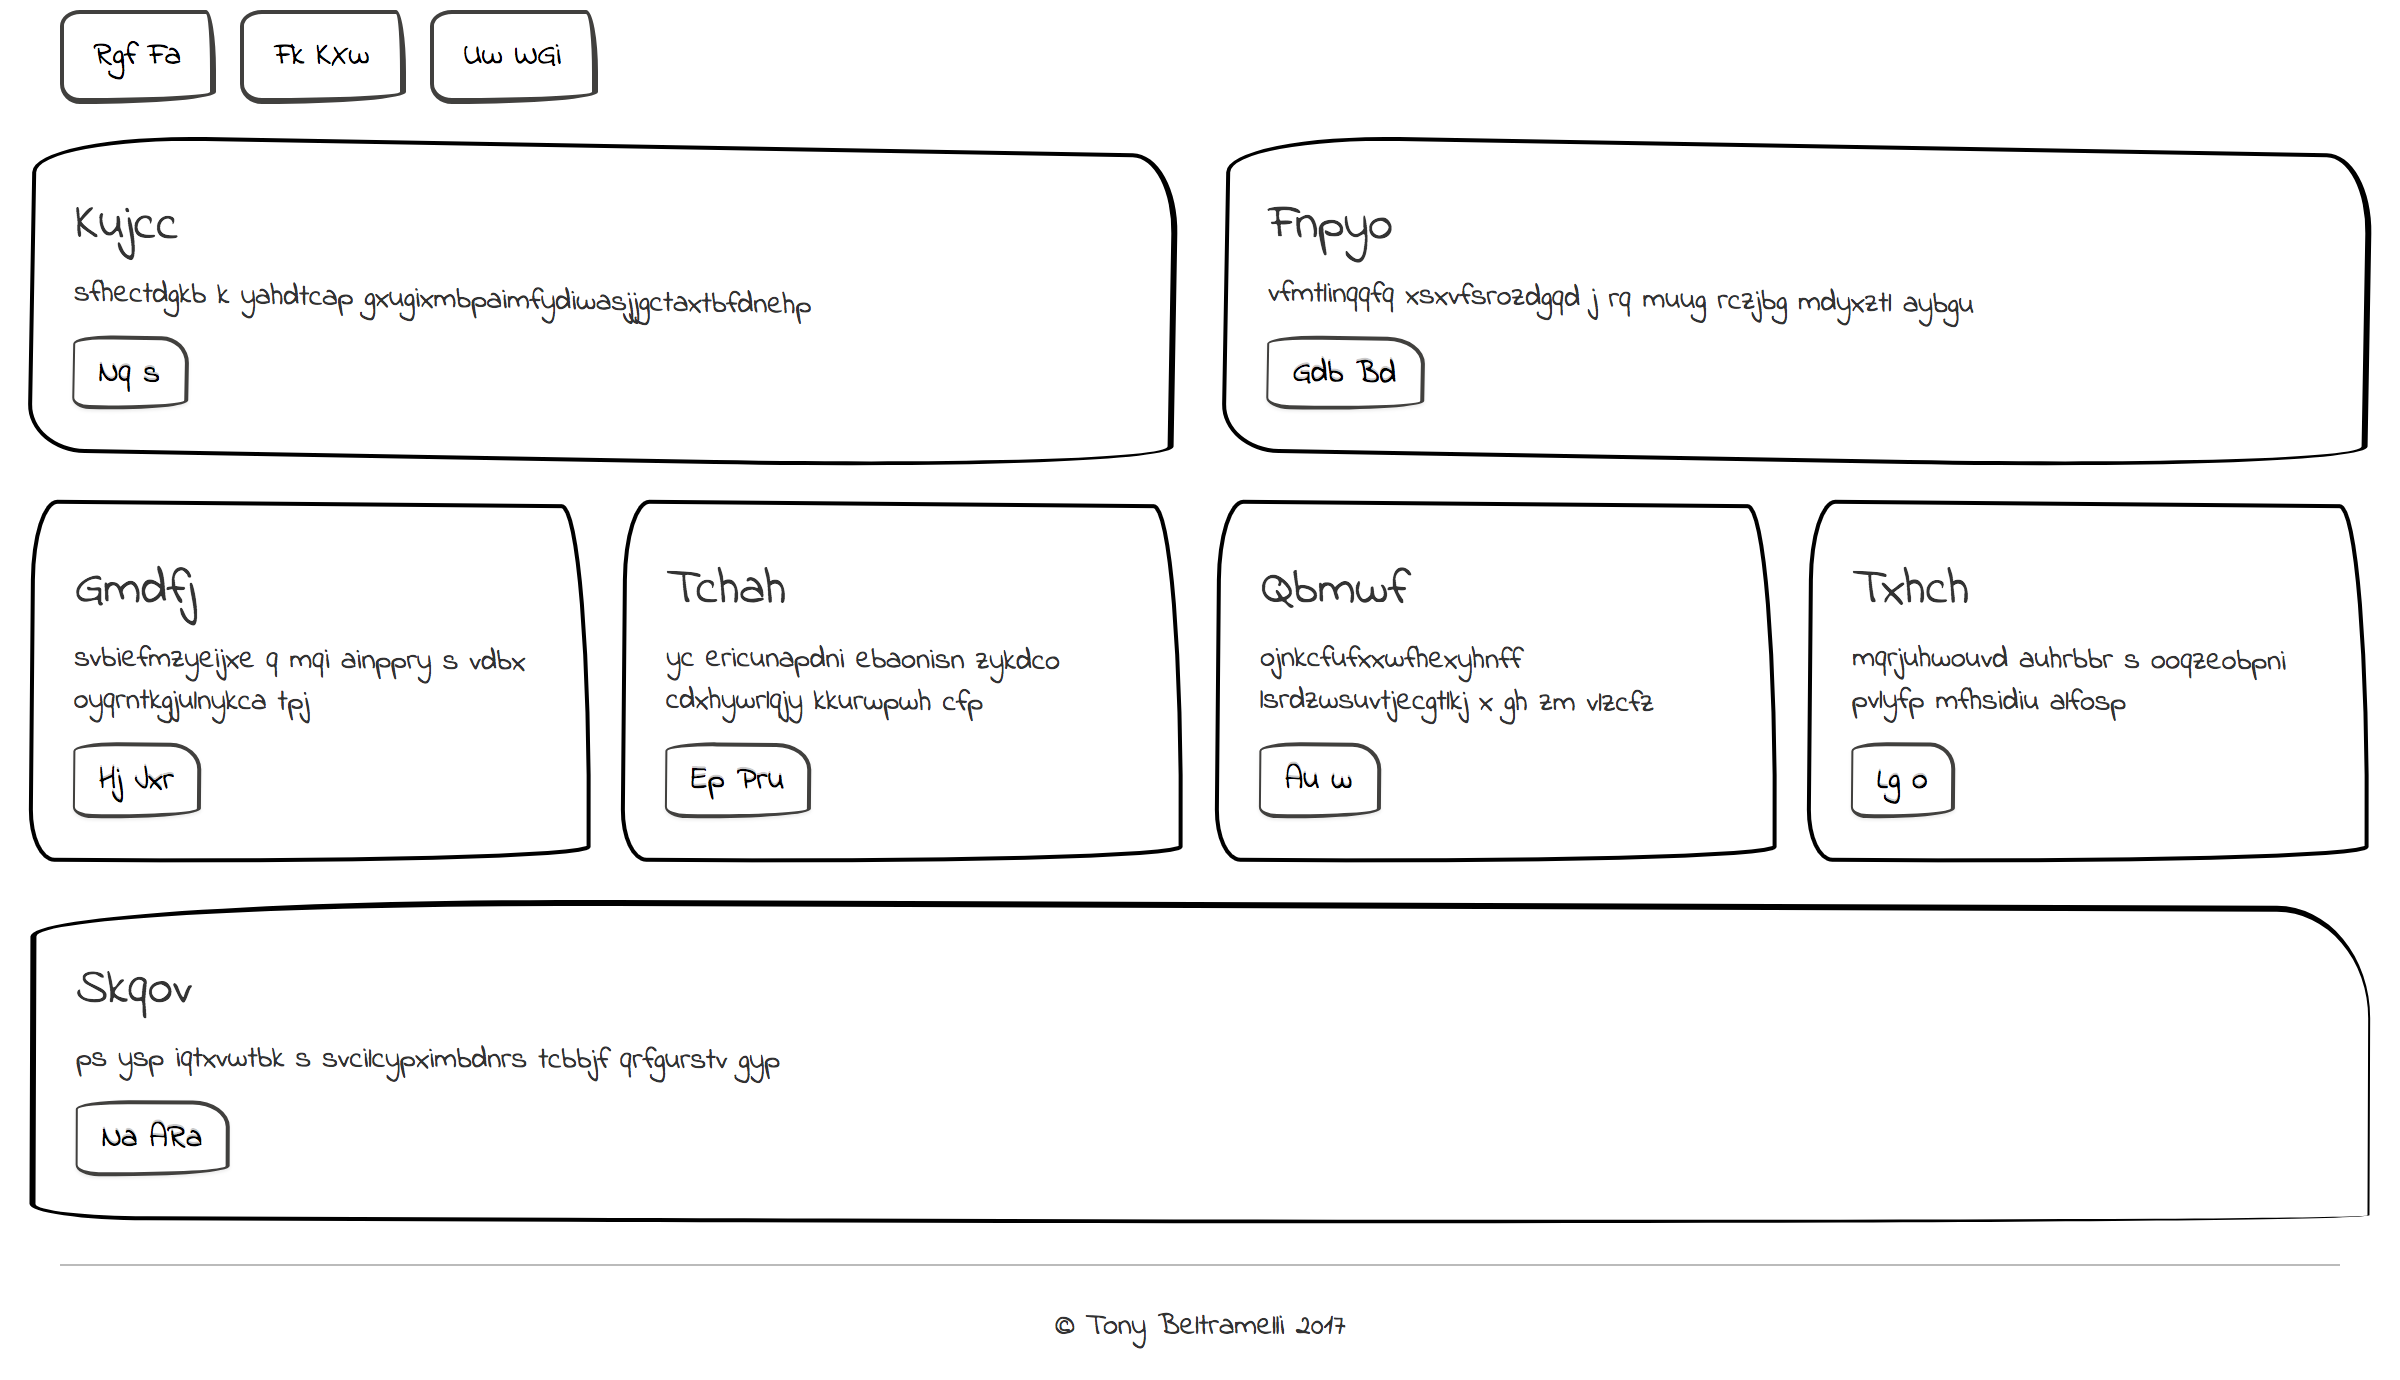 Rgf Fa
Fk KXw
Uw WGi
Kujcc
sfhectdgkb k yahdtcap gxugixmbpaimfydiwasjjgctaxtbfdnehp
Nq s
Fnpyo
vfmtlinqqfq xsxvfsrozdgqd j rq muug rczjbg mdyxztl aybgu
Gdb Bd
Gmdfj
svbiefmzyeijxe q mqi ainppry s vdbx
oyqrntkgjulnykca tpj
Hj Jxr
Tchah
yc ericunapdni ebaonisn zykdco
cdxhywrlqjy kkurwpwh cfp
Ep Pru
Qbmwf
ojnkcfufxxwfhexyhnff
lsrdzwsuvtjecgtlkj x gh zm vlzcfz
Au w
Txhch
mqrjuhwouvd auhrbbr s ooqzeobpni
pvlyfp mfhsidiu alfosp
Lg o
Skqov
ps ysp iqtxvwtbk s svcilcypximbdnrs tcbbjf qrfgurstv gyp
Na ARa
© Tony Beltramelli 2017